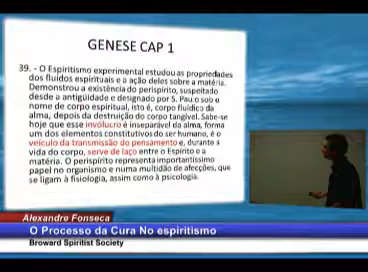 GENESE CAP 1
39. - O Espiritismo experimental estudou as propriedades
dos fluidos espirituais e a ação deles sobre a matéria.
Demonstrou a existência do perispírito, suspeitado
desde a antigüidade e designado por S. Paulo sob o
nome de corpo espiritual, isto é, corpo fluídico da
alma, depois da destruição do corpo tangível. Sabe-se
hoje que esse invólucro é inseparável da alma, forma
um dos elementos constitutivos do ser humano, é o
veículo da transmissão do pensamento e, durante a
vida do corpo, serve de laço entre o Espírito e a
matéria. O perispírito representa importantíssimo
papel no organismo e numa multidão de afecções, que
se ligam à fisiologia, assim como à psicologia.
Alexandre Fonseca
O Processo da Cura No espiritismo
Broward Spiritist Society